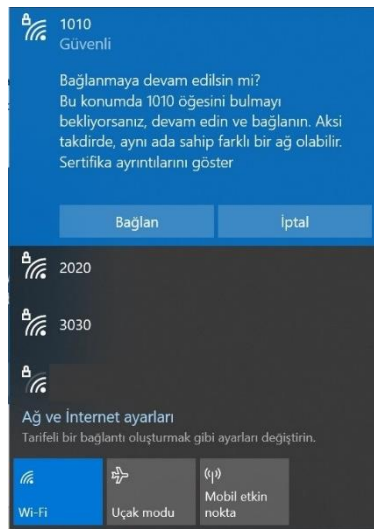 1010
Güvenli
Bağlanmaya devam edilsin mi?
Bu konumda 1010 öğesini bulmayı
bekliyorsanız, devam edin ve bağlanın. Aksi
takdirde, aynı ada sahip farklı bir ağ olabilir.
Sertifika ayrıntılarını göster
Bağlan
İptal
2020
3030
Ağ ve İnternet ayarları
Tarifeli bir bağlantı oluşturmak gibi ayarları değiştirin.
Wi-Fi
Uçak modu
Mobil etkin
nokta